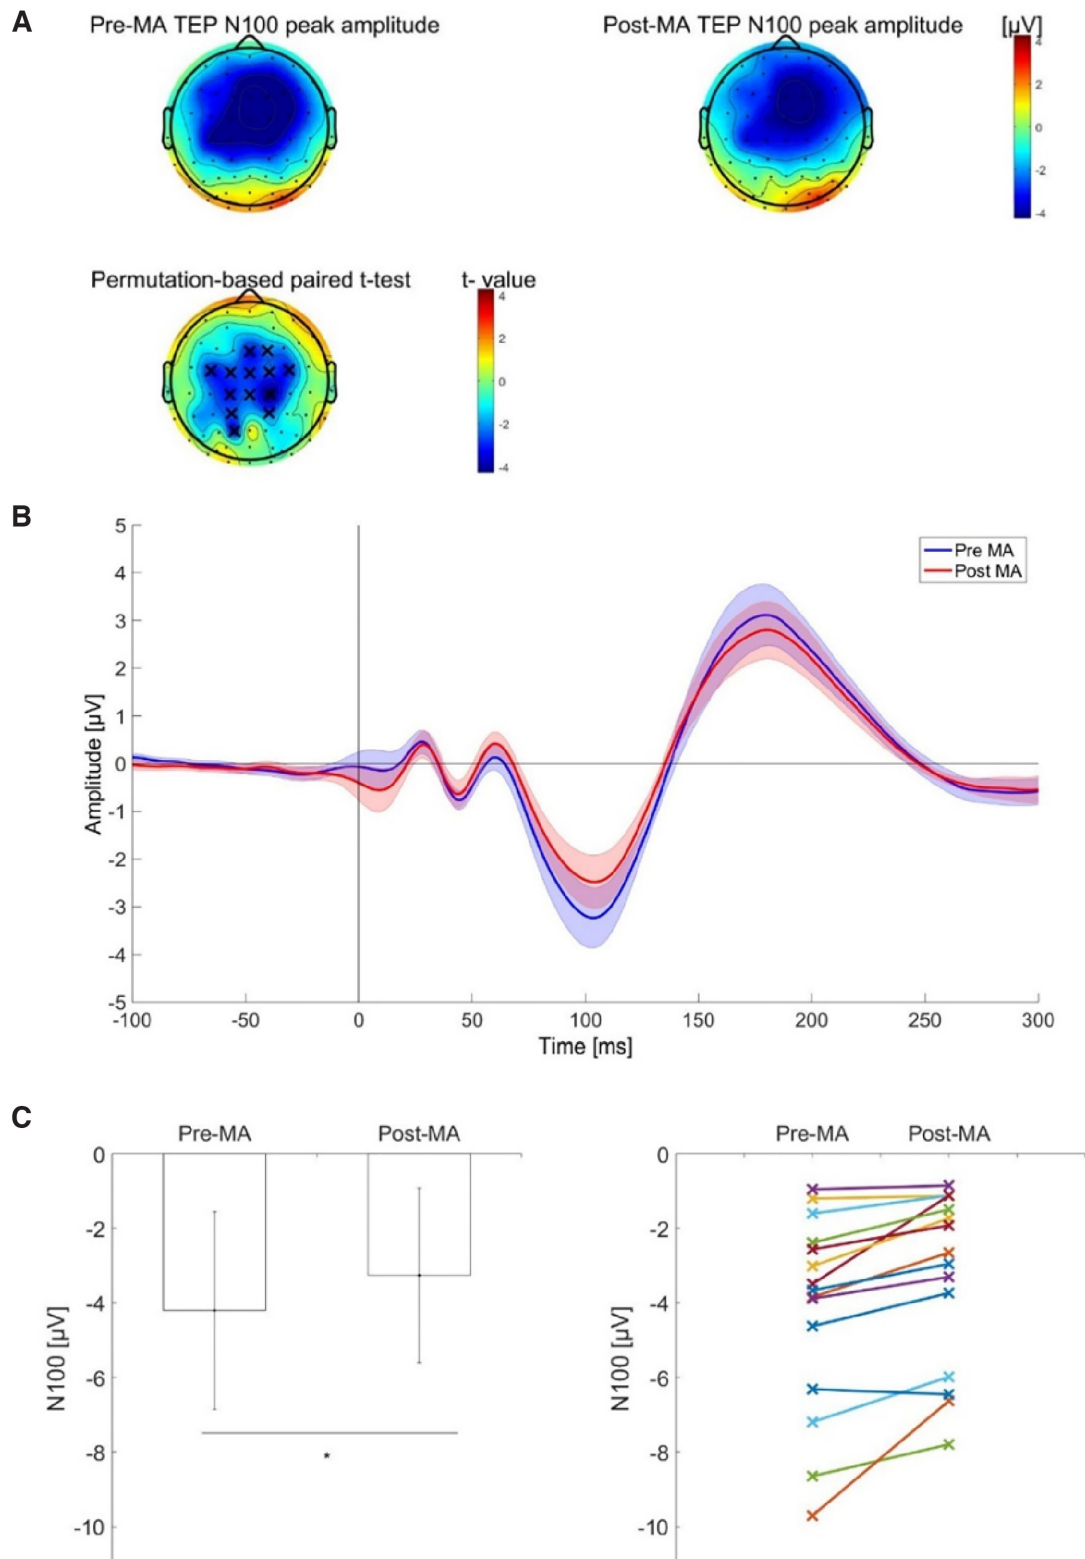 A
Pre-MA TEP N100 peak amplitude
Post-MA TEP N100 peak amplitude
[µV]
4
2
0
-2
-4
Permutation-based paired t-test
t- value
4
2
0
-2
-4
B
5
4
3
2
1
0
-1
-2
-3
-4
-5
Amplitude [µV]
Pre MA
Post MA
-100 -50 0 50 100 150 200 250 300
Time [ms]
C
Pre-MA Post-MA
0
-2
-4
-6
-8
-10
N100 [µV]
*
Pre-MA Post-MA
0
-2
-4
-6
-8
-10
N100 [µV]